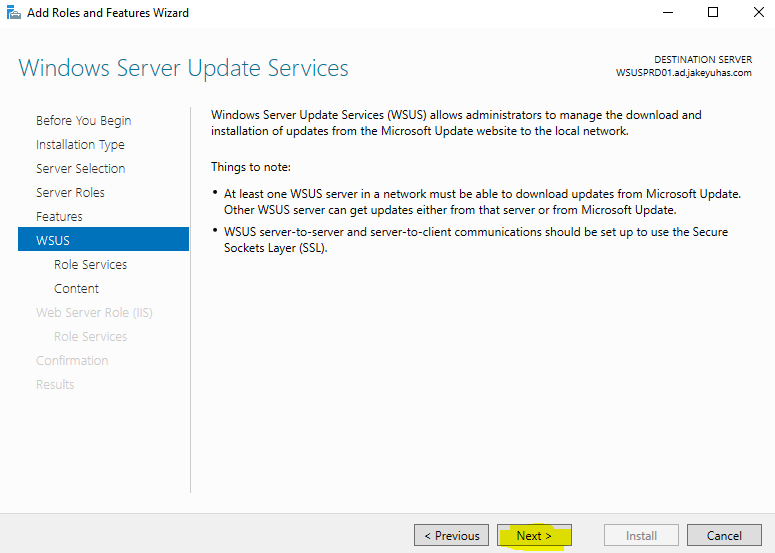 Add Roles and Features Wizard
Windows Server Update Services
DESTINATION SERVER
WSUSPRD01.ad.jakeyuhas.com
Before You Begin
Installation Type
Server Selection
Server Roles
Features
WSUS
Role Services
Content
Web Server Role (IIS)
Role Services
Confirmation
Results
Windows Server Update Services (WSUS) allows administrators to manage the download and
installation of updates from the Microsoft Update website to the local network.
Things to note:
• At least one WSUS server in a network must be able to download updates from Microsoft Update.
Other WSUS server can get updates either from that server or from Microsoft Update.
• WSUS server-to-server and server-to-client communications should be set up to use the Secure
Sockets Layer (SSL).
< Previous
Next >
Install
Cancel